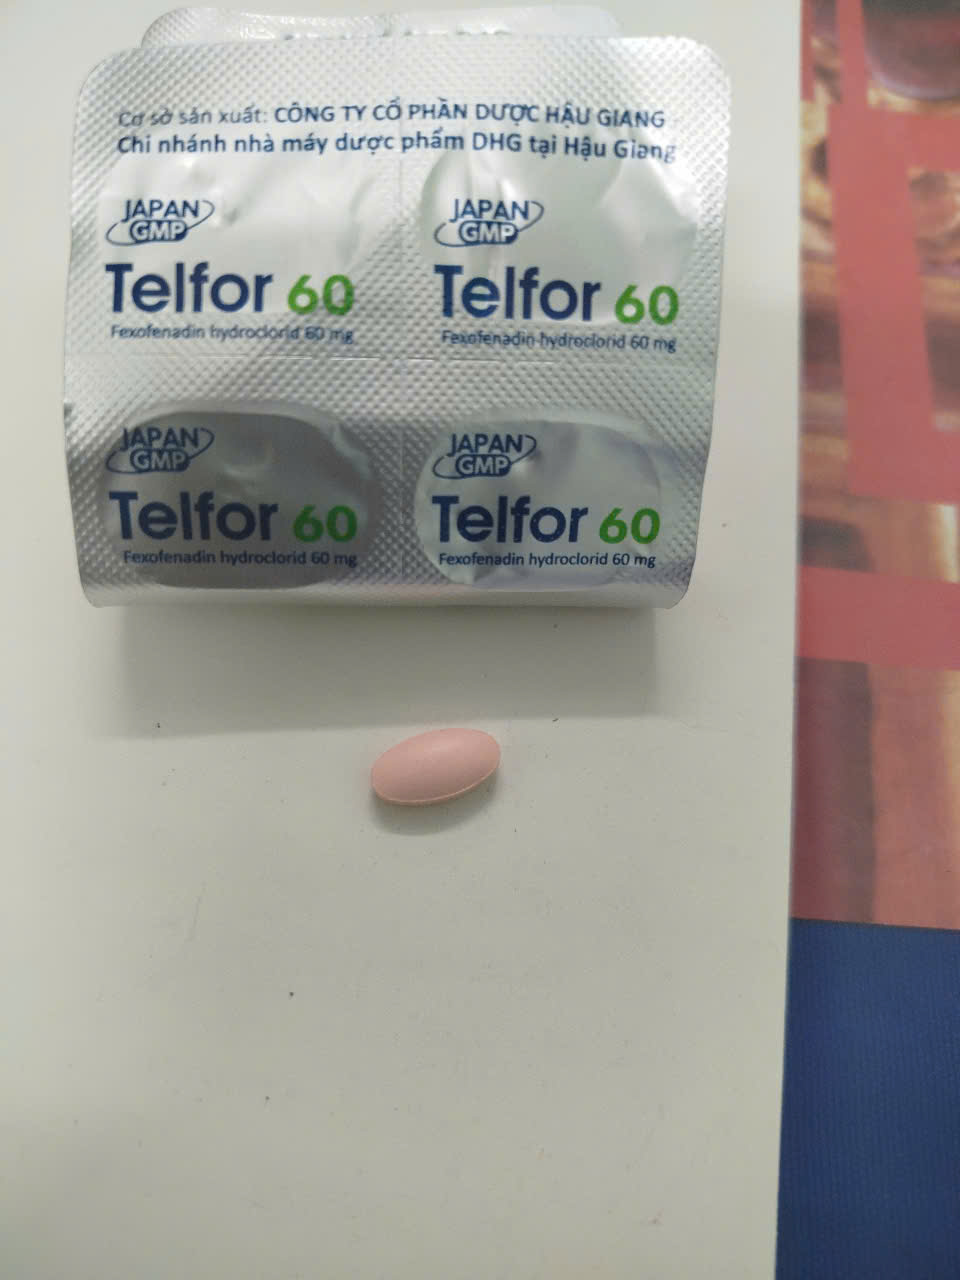 Cơ sở sản xuất: CÔNG TY CỔ PHẦN DƯỢC HẬU GIANG -
Chi nhánh nhà máy dược phẩm DHG tại Hậu Giang
JAPAN
GMP
Telfor 60
Fexofenadin hydroclorid 60 mg
JAPAN
GMP
Telfor 60
Fexofenadin hydroclorid 60 mg
JAPAN
GMP
Telfor 60
Fexofenadin hydroclorid 60 mg
JAPAN
GMP
Telfor 60
Fexofenadin hydroclorid 60 mg